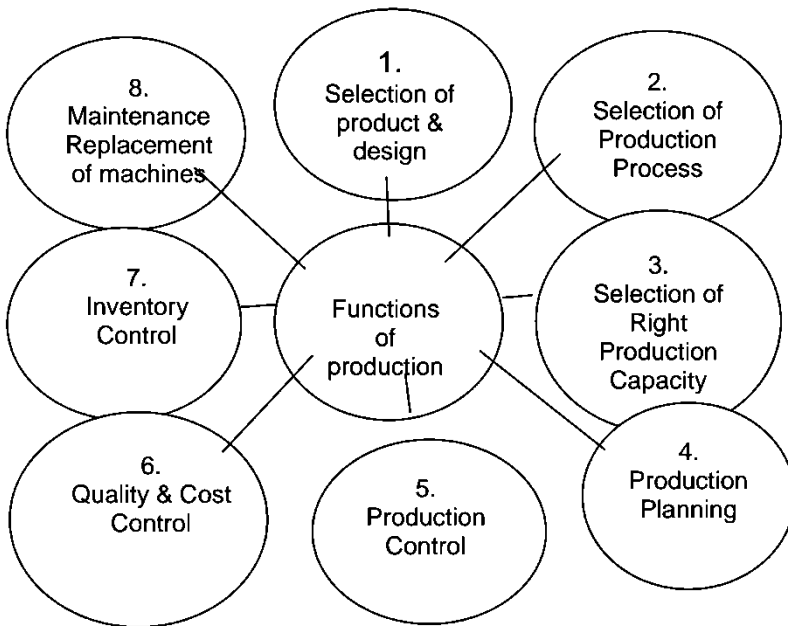 1.
Selection of
product &
design
2.
Selection of
Production
Process
3.
Selection of
Right
Production
Capacity
4.
Production
Planning
5.
Production
Control
6.
Quality & Cost
Control
7.
Inventory
Control
8.
Maintenance
Replacement
of machines
Functions
of
production